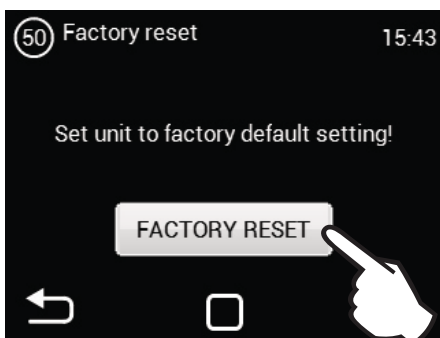 50 Factory reset 15:43
Set unit to factory default setting!
FACTORY RESET